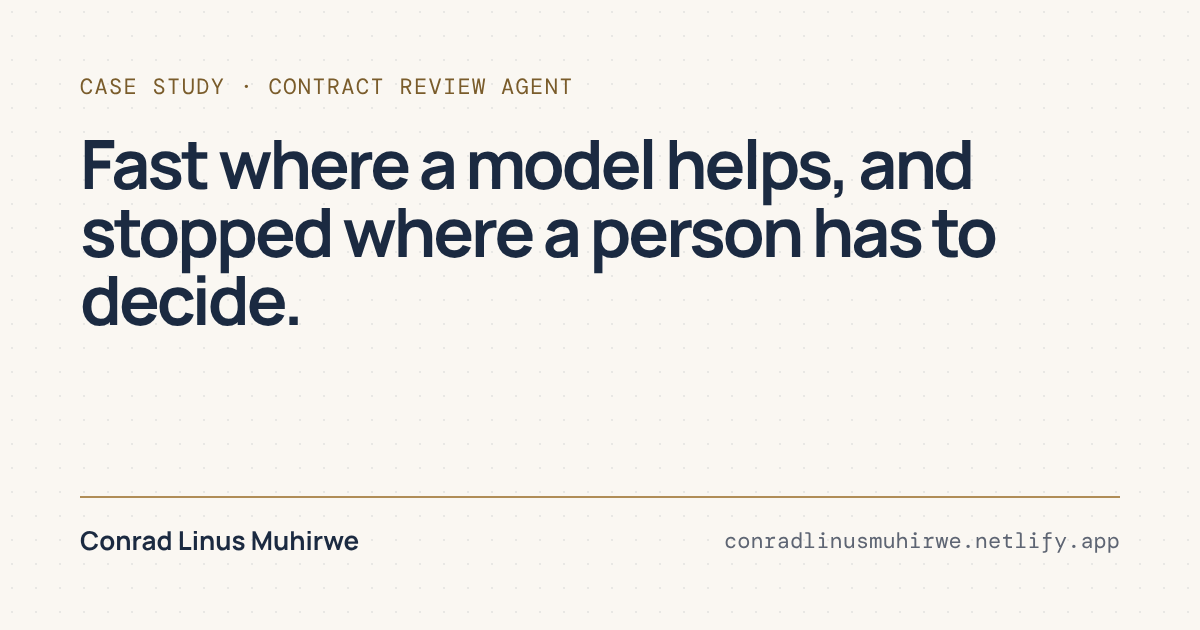 CASE STUDY · CONTRACT REVIEW AGENT
Fast where a model helps, and
stopped where a person has to
decide.
Conrad Linus Muhirwe
conradlinusmuhirwe.netlify.app